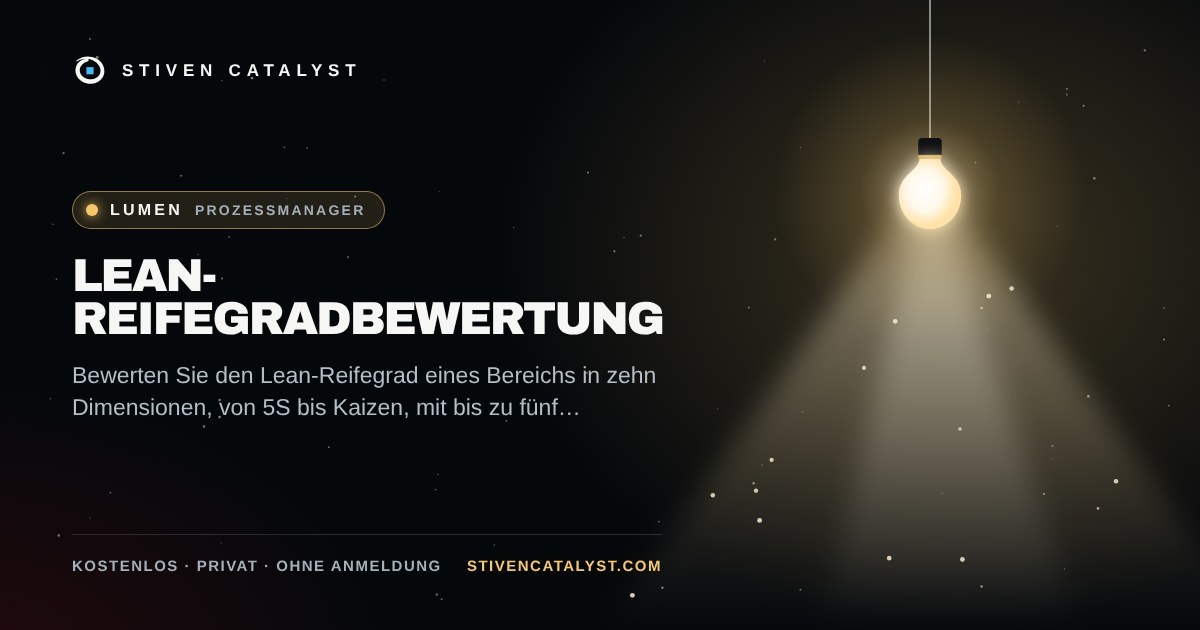 STIVEN CATALYST
LUMEN PROZESSMANAGER
LEAN-
REIFEGRADBEWERTUNG
Bewerten Sie den Lean-Reifegrad eines Bereichs in zehn
Dimensionen, von 5S bis Kaizen, mit bis zu fünf…
KOSTENLOS · PRIVAT · OHNE ANMELDUNG STIVENCATALYST.COM